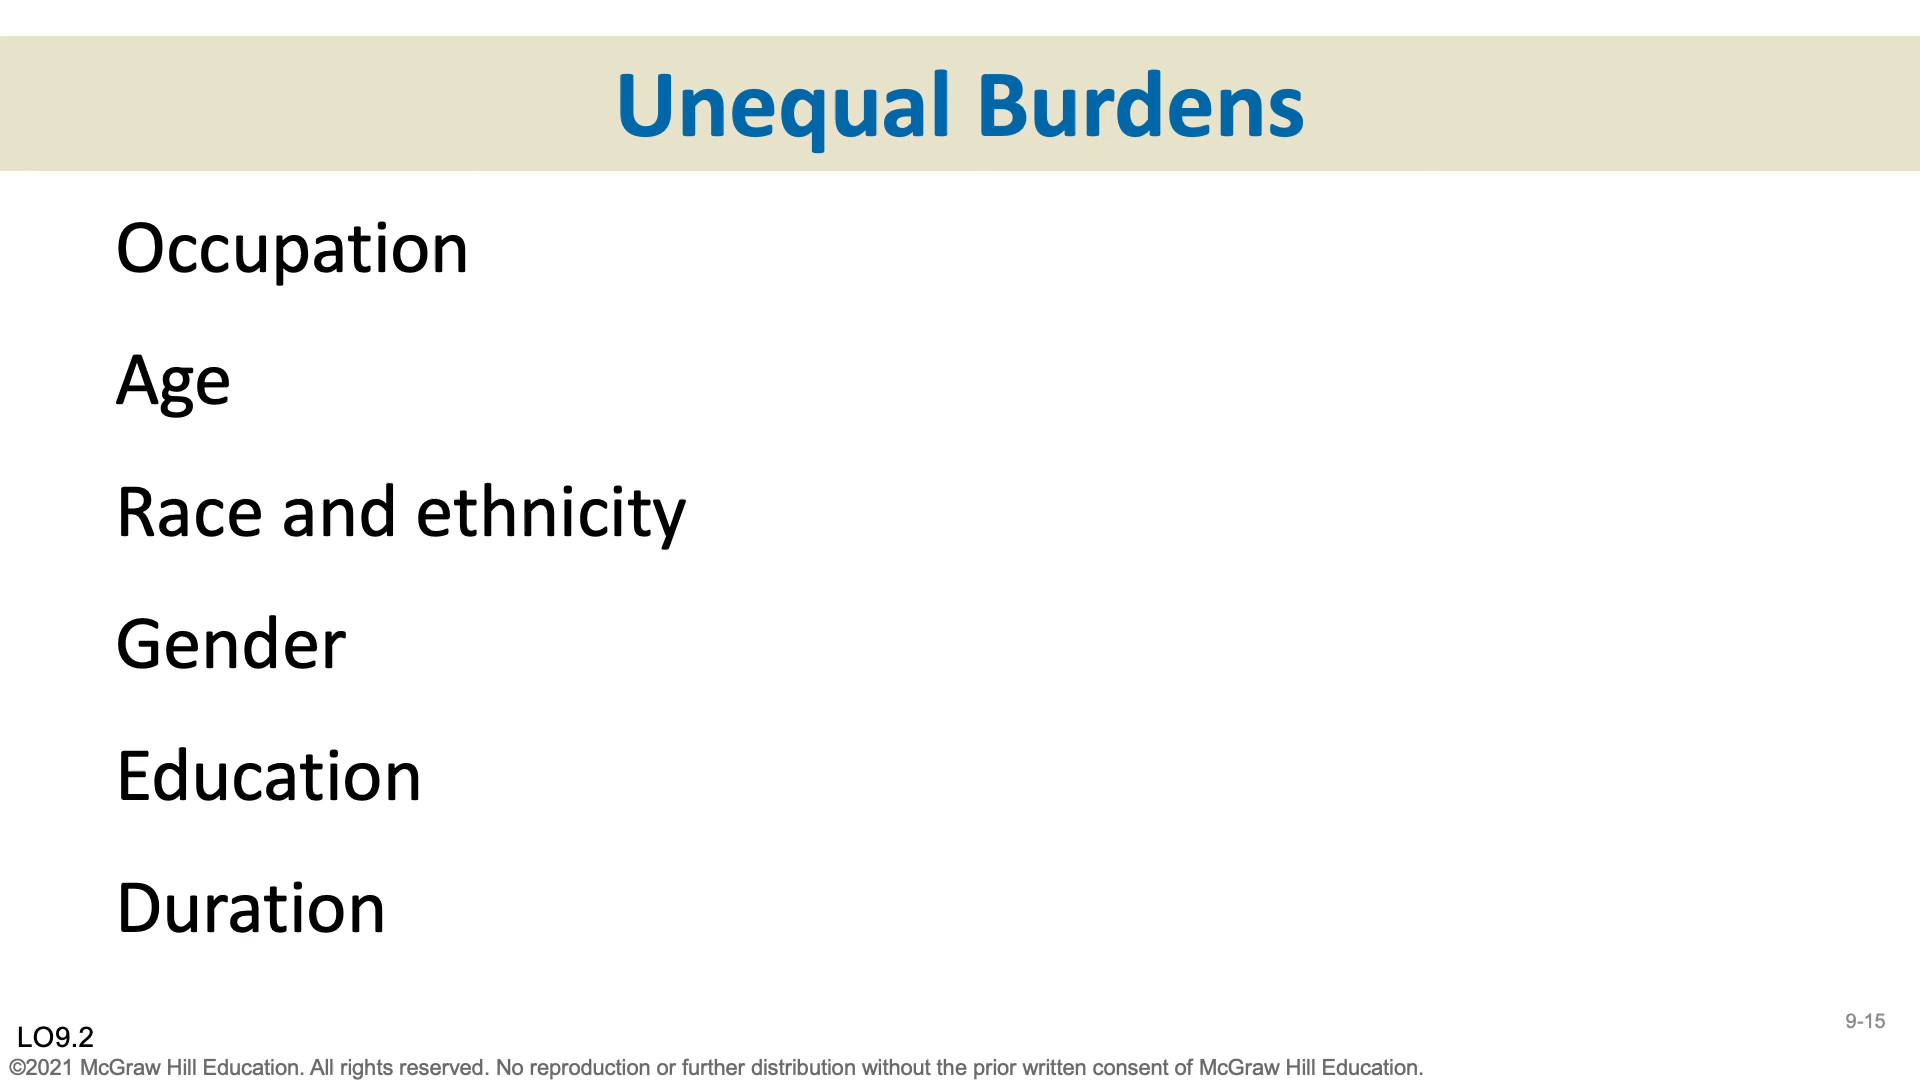 Unequal Burdens
Occupation
Age
Race and ethnicity
Gender
Education
Duration
LO9.2
9-15
©2021 McGraw Hill Education. All rights reserved. No reproduction or further distribution without the prior written consent of McGraw Hill Education.